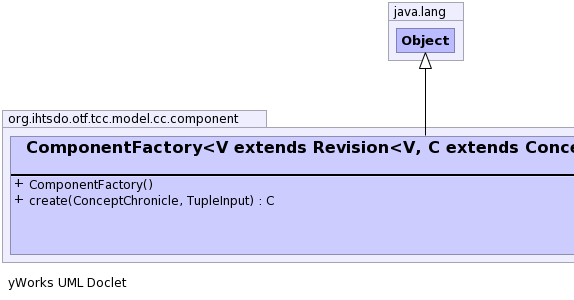 java.lang
Object
org.ihtsdo.otf.tcc.model.cc.component
ComponentFactory<V extends Revision<V, C extends
+ ComponentFactory()
+ create(ConceptChronicle, TupleInput) : C
yWorks UML Doclet